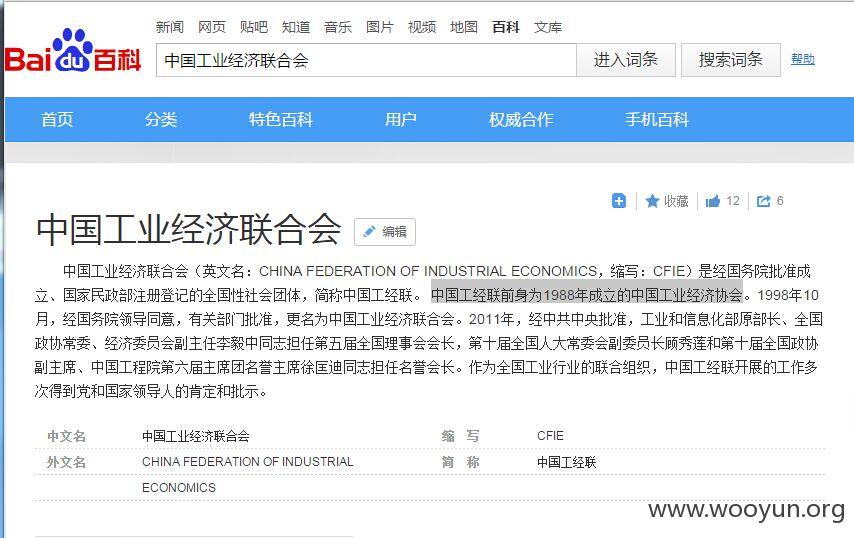 新闻 网页 贴吧 知道 音乐 图片 视频 地图 百科 文库
Bai du 百科
中国工业经济联合会 进入词条 搜索词条 帮助
首页 分类 特色百科 用户 权威合作 手机百科
收藏 12 6
中国工业经济联合会 编辑
中国工业经济联合会（英文名：CHINA FEDERATION OF INDUSTRIAL ECONOMICS，缩写：CFIE）是经国务院批准成
立、国家民政部注册登记的全国性社会团体，简称中国工经联。 中国工经联前身为1988年成立的中国工业经济协会。1998年10
月，经国务院领导同意，有关部门批准，更名为中国工业经济联合会。2011年，经中共中央批准，工业和信息化部原部长、全国
政协常委、经济委员会副主任李毅中同志担任第五届全国理事会会长，第十届全国人大常委会副委员长顾秀莲和第十届全国政协
副主席、中国工程院第六届主席团名誉主席徐匡迪同志担任名誉会长。作为全国工业行业的联合组织，中国工经联开展的工作多
次得到党和国家领导人的肯定和批示。
中文名 中国工业经济联合会 缩 写 CFIE
外文名 CHINA FEDERATION OF INDUSTRIAL 简 称 中国工经联
ECONOMICS
www.wooyun.org